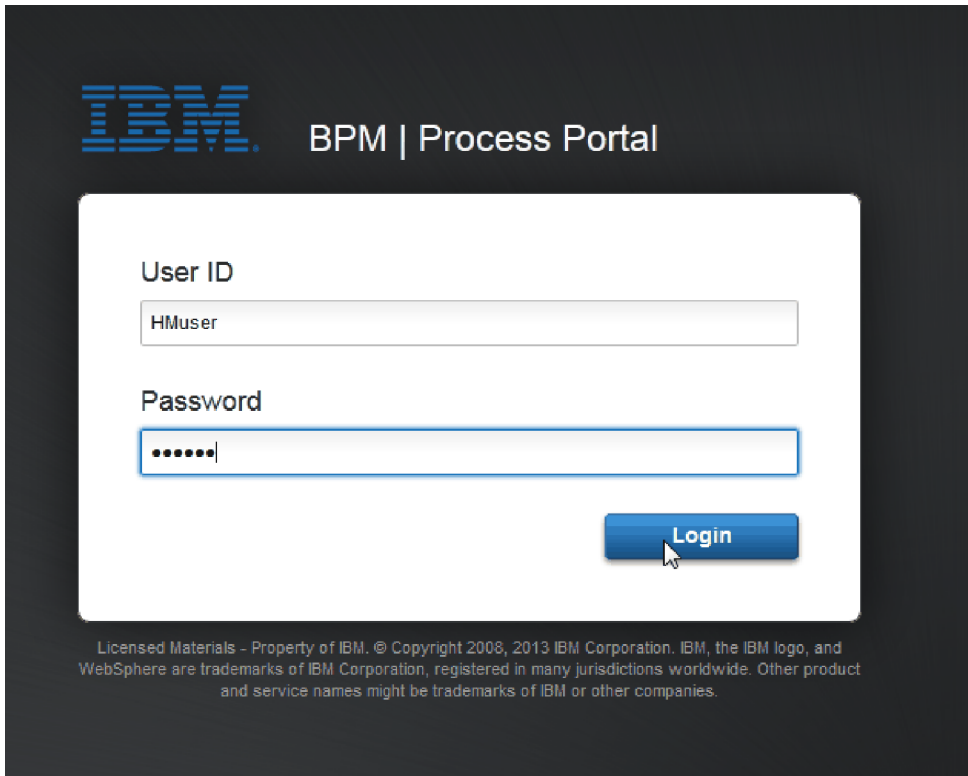 IBM.
BPM | Process Portal
User ID
HMuser
Password
••••••
Login
Licensed Materials - Property of IBM. © Copyright 2008, 2013 IBM Corporation. IBM, the IBM logo, and
WebSphere are trademarks of IBM Corporation, registered in many jurisdictions worldwide. Other product
and service names might be trademarks of IBM or other companies.